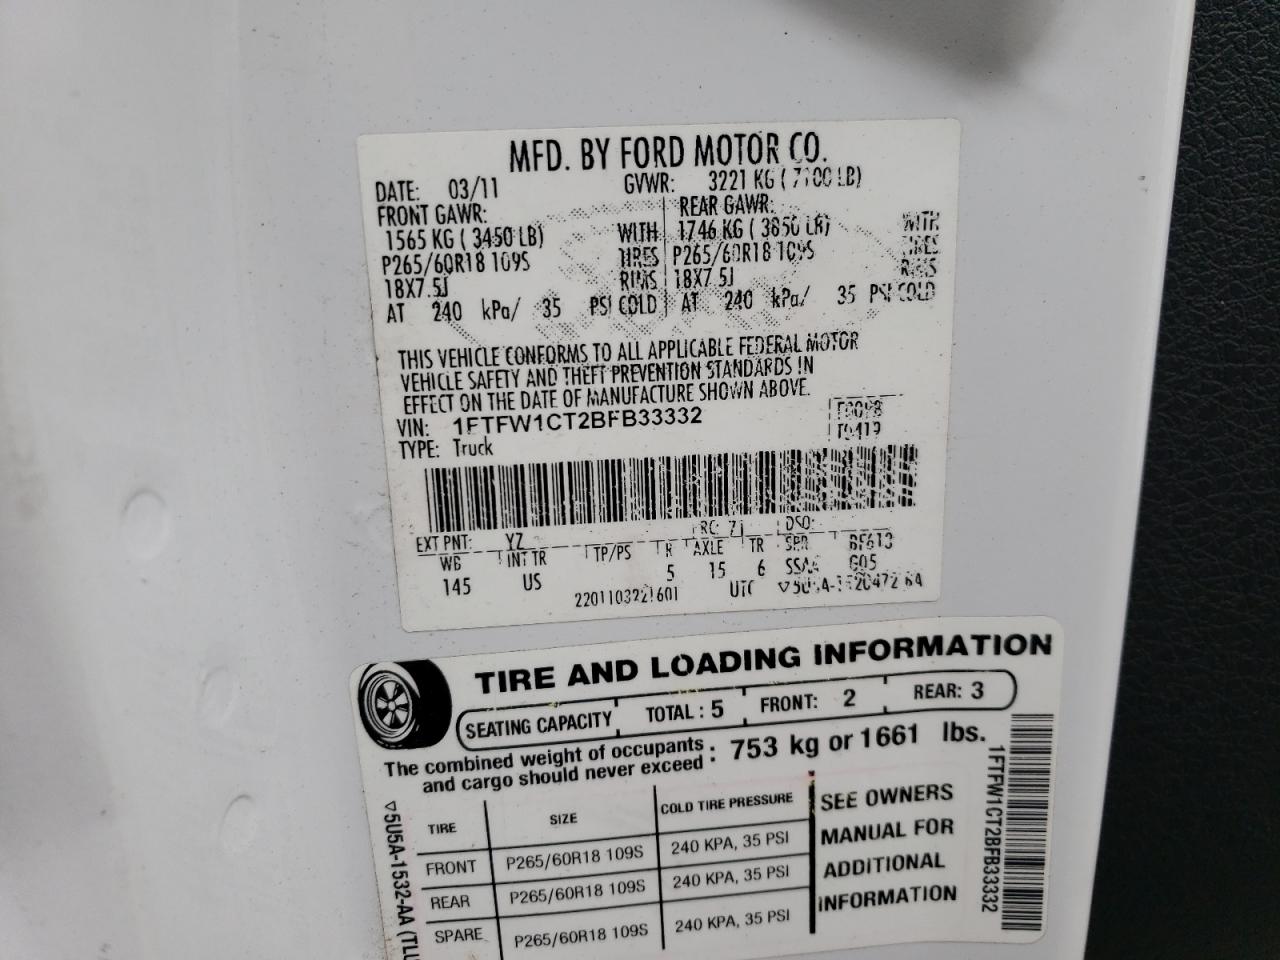 MFD. BY FORD MOTOR CO.
DATE: 03/11 GVWR: 3221 KG ( 7100 LB)
FRONT GAWR: REAR GAWR:
1565 KG ( 3450 LB) WITH 1746 KG ( 3850 LB) WITH
P265/60R18 109S TIRES P265/60R18 109S TIRES
18X7.5J RIMS 18X7.5J RIMS
AT 240 kPa/ 35 PSI COLD AT 240 kPa/ 35 PSI COLD
THIS VEHICLE CONFORMS TO ALL APPLICABLE FEDERAL MOTOR
VEHICLE SAFETY AND THEFT PREVENTION STANDARDS IN
EFFECT ON THE DATE OF MANUFACTURE SHOWN ABOVE.
VIN: 1FTFW1CT2BFB33332
TYPE: Truck
T0419
EXT PNT: YZ RC: 71 DSO:
WB INT TR TP/PS R AXLE TR SPR BF613
145 US 5 15 6 G05
2201103221601 UTC
TIRE AND LOADING INFORMATION
SEATING CAPACITY TOTAL : 5 FRONT: 2 REAR: 3
The combined weight of occupants
and cargo should never exceed : 753 kg or 1661 lbs.
TIRE SIZE COLD TIRE PRESSURE
FRONT P265/60R18 109S 240 KPA, 35 PSI
REAR P265/60R18 109S 240 KPA, 35 PSI
SPARE P265/60R18 109S 240 KPA, 35 PSI
SEE OWNERS
MANUAL FOR
ADDITIONAL
INFORMATION
1FTFW1CT2BFB33332
5U5A-1532-AA